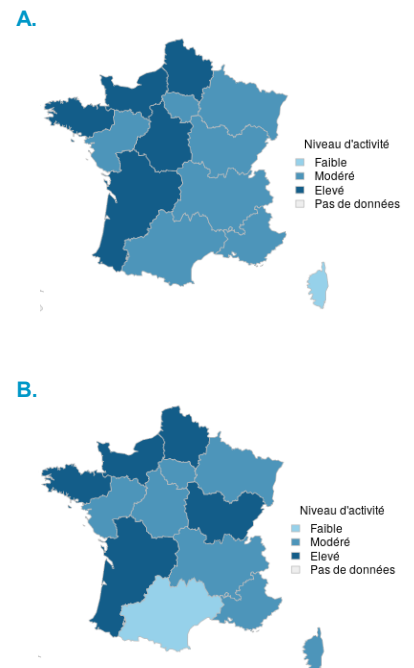 A.
Niveau d'activité
Faible
Modéré
Elevé
Pas de données
B.
Niveau d'activité
Faible
Modéré
Elevé
Pas de données